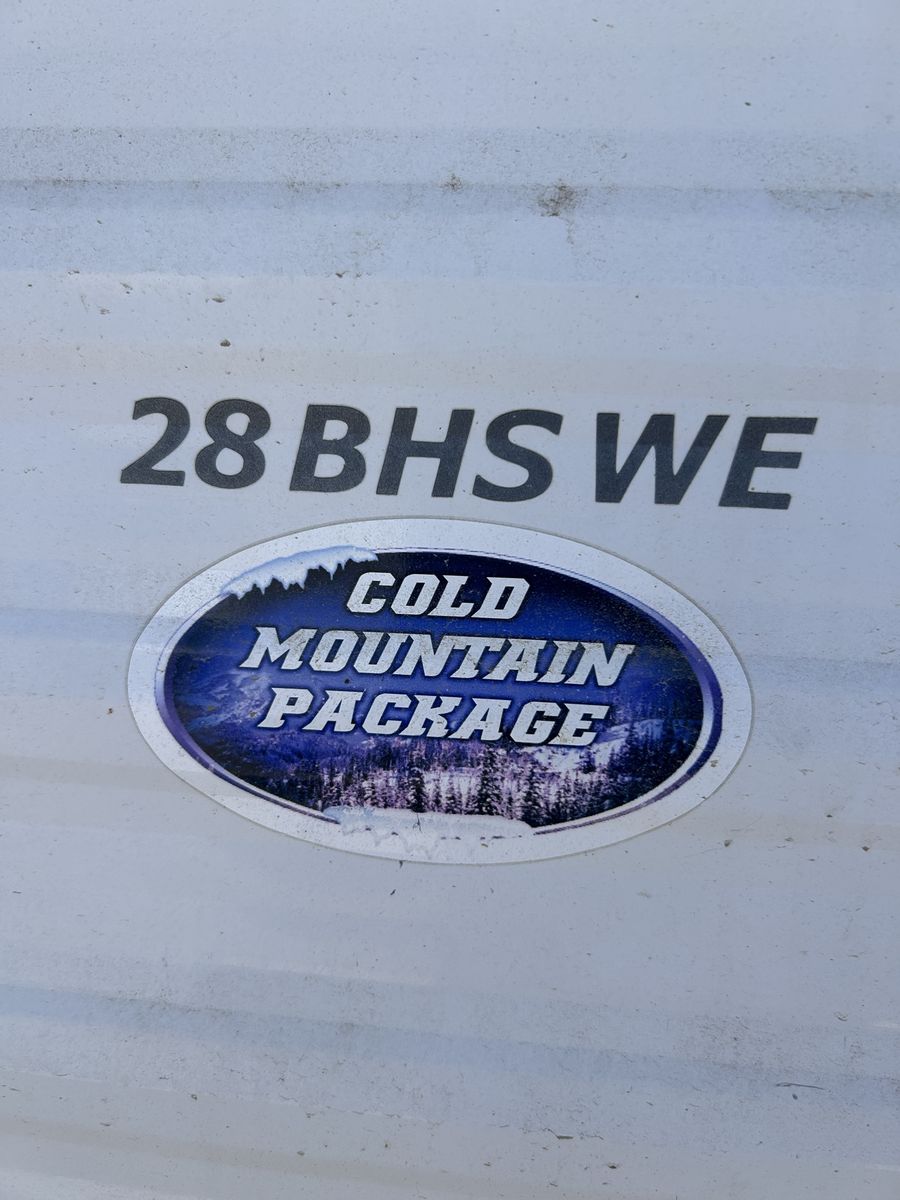 28 BHS WE
COLD
MOUNTAIN
PACKAGE